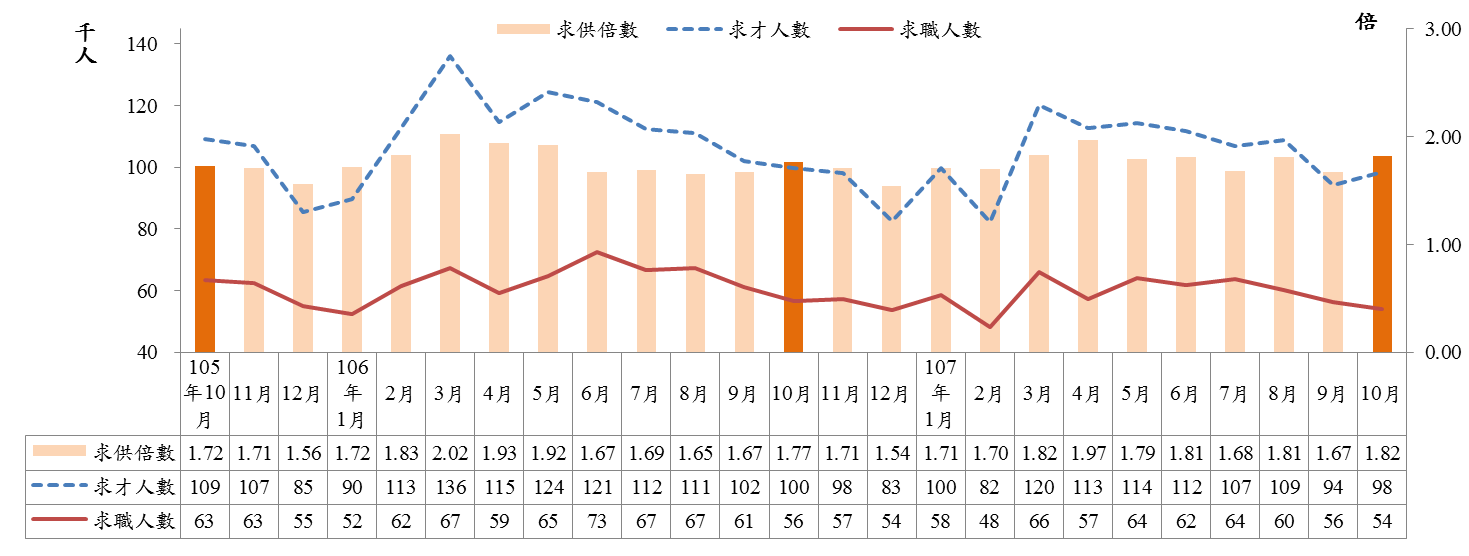 求供倍數 求才人數 求職人數
千人
倍
140
120
100
80
60
40
3.00
2.00
1.00
0.00
105年10月 11月 12月 106年1月 2月 3月 4月 5月 6月 7月 8月 9月 10月 11月 12月 107年1月 2月 3月 4月 5月 6月 7月 8月 9月 10月
求供倍數 1.72 1.71 1.56 1.72 1.83 2.02 1.93 1.92 1.67 1.69 1.65 1.67 1.77 1.71 1.54 1.71 1.70 1.82 1.97 1.79 1.81 1.68 1.81 1.67 1.82
求才人數 109 107 85 90 113 136 115 124 121 112 111 102 100 98 83 100 82 120 113 114 112 107 109 94 98
求職人數 63 63 55 52 62 67 59 65 73 67 67 61 56 57 54 58 48 66 57 64 62 64 60 56 54